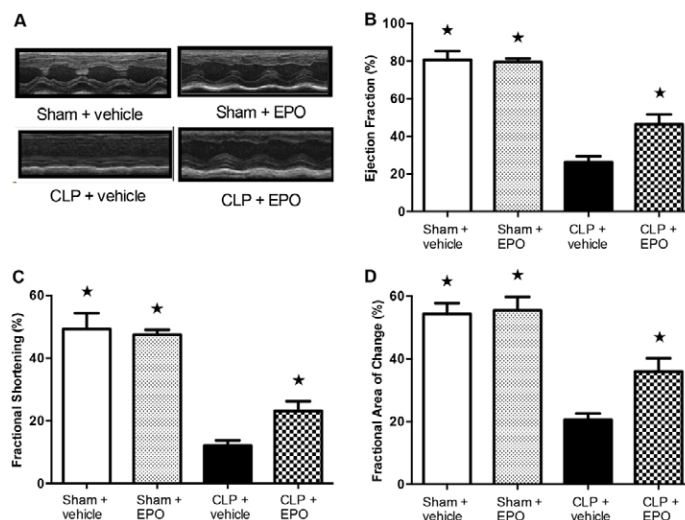 A
Sham + vehicle
Sham + EPO
CLP + vehicle
CLP + EPO
B
Ejection Fraction (%)
100
80
60
40
20
0
★
★
★
Sham +
vehicle
Sham +
EPO
CLP +
vehicle
CLP +
EPO
C
Fractional Shortening (%)
60
40
20
0
★
★
★
Sham +
vehicle
Sham +
EPO
CLP +
vehicle
CLP +
EPO
D
Fractional Area
of Change (%)
60
40
20
0
★
★
★
Sham +
vehicle
Sham +
EPO
CLP +
vehicle
CLP +
EPO